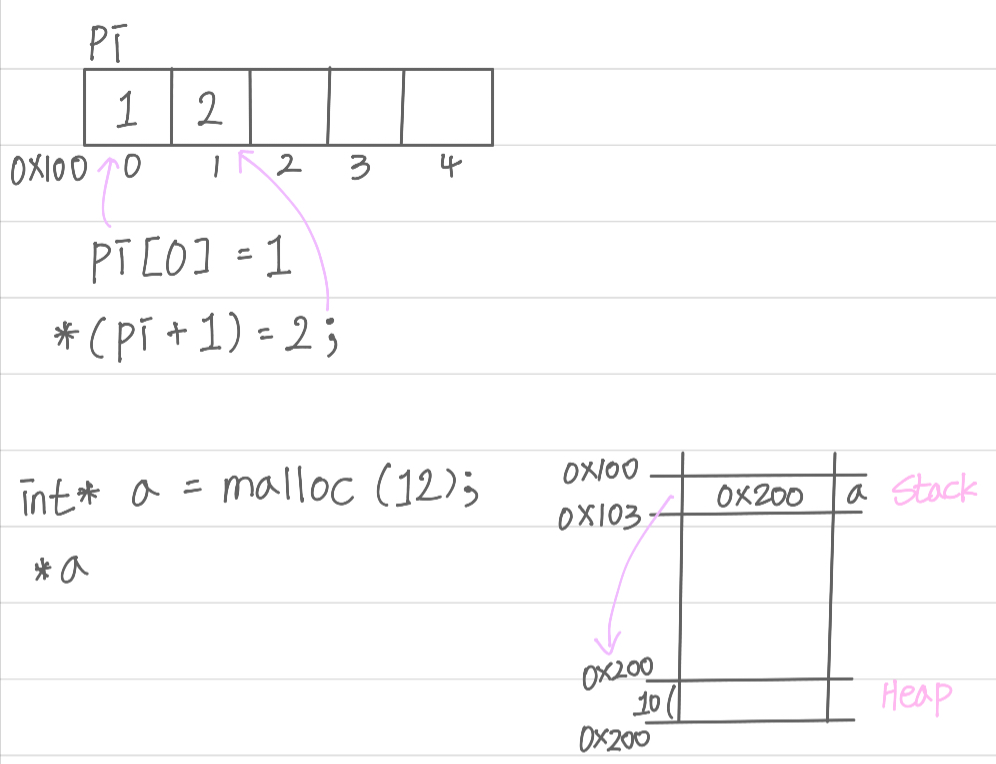 pi
1 2
0x100 0 1 2 3 4
pi[0] = 1
*(pi+1) = 2;
int* a = malloc (12);
*a
0x100
0x200 a Stack
0x103
0x200
10( Heap
0x200